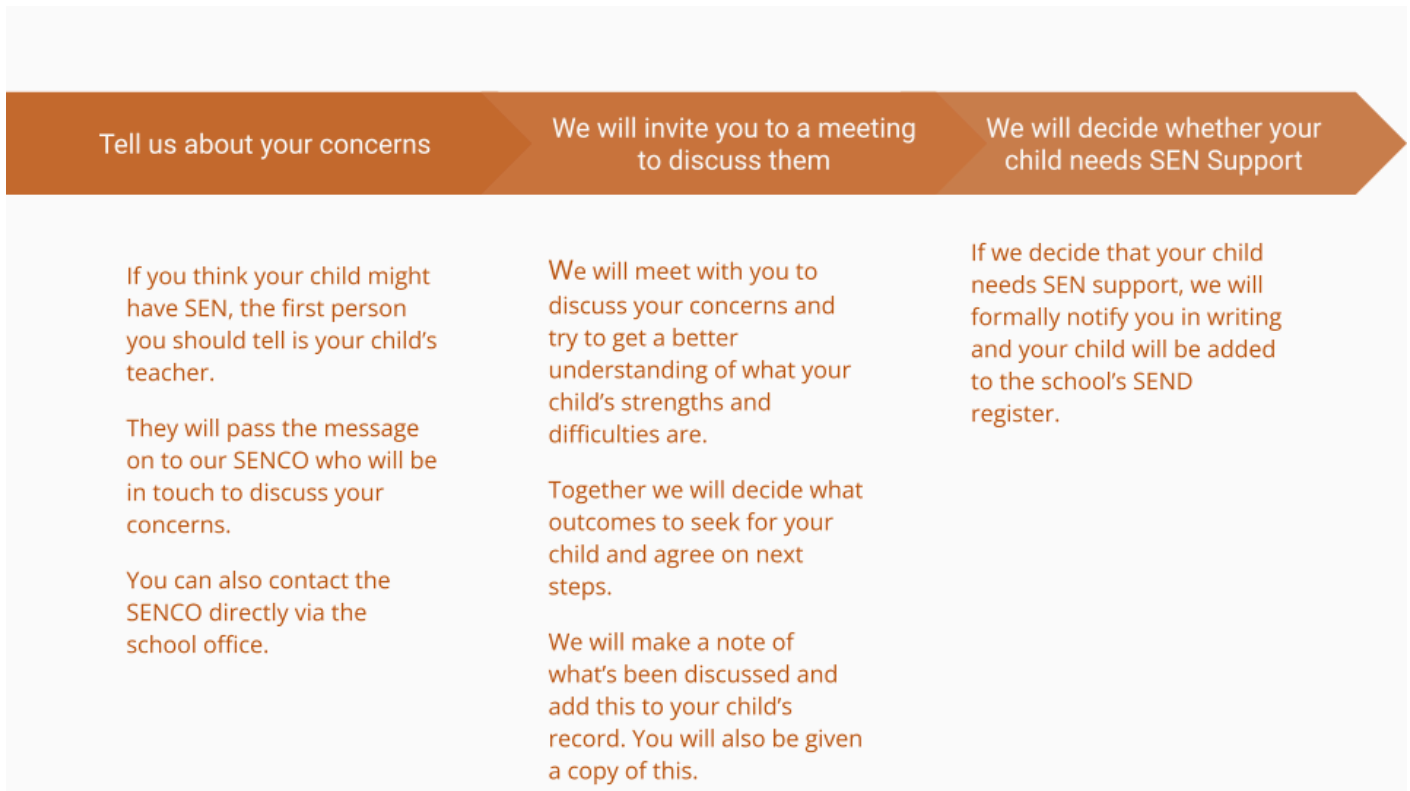 Tell us about your concerns
We will invite you to a meeting
to discuss them
We will decide whether your
child needs SEN Support
If you think your child might
have SEN, the first person
you should tell is your child's
teacher.
They will pass the message
on to our SENCO who will be
in touch to discuss your
concerns.
You can also contact the
SENCO directly via the
school office.
We will meet with you to
discuss your concerns and
try to get a better
understanding of what your
child's strengths and
difficulties are.
Together we will decide what
outcomes to seek for your
child and agree on next
steps.
We will make a note of
what's been discussed and
add this to your child's
record. You will also be given
a copy of this.
If we decide that your child
needs SEN support, we will
formally notify you in writing
and your child will be added
to the school's SEND
register.